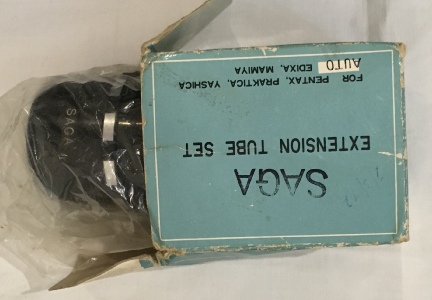 SAGA
EXTENSION TUBE SET
FOR PENTAX, PRAKTICA, YASHICA
EDIXA, MAMIYA
AUTO
SAGA